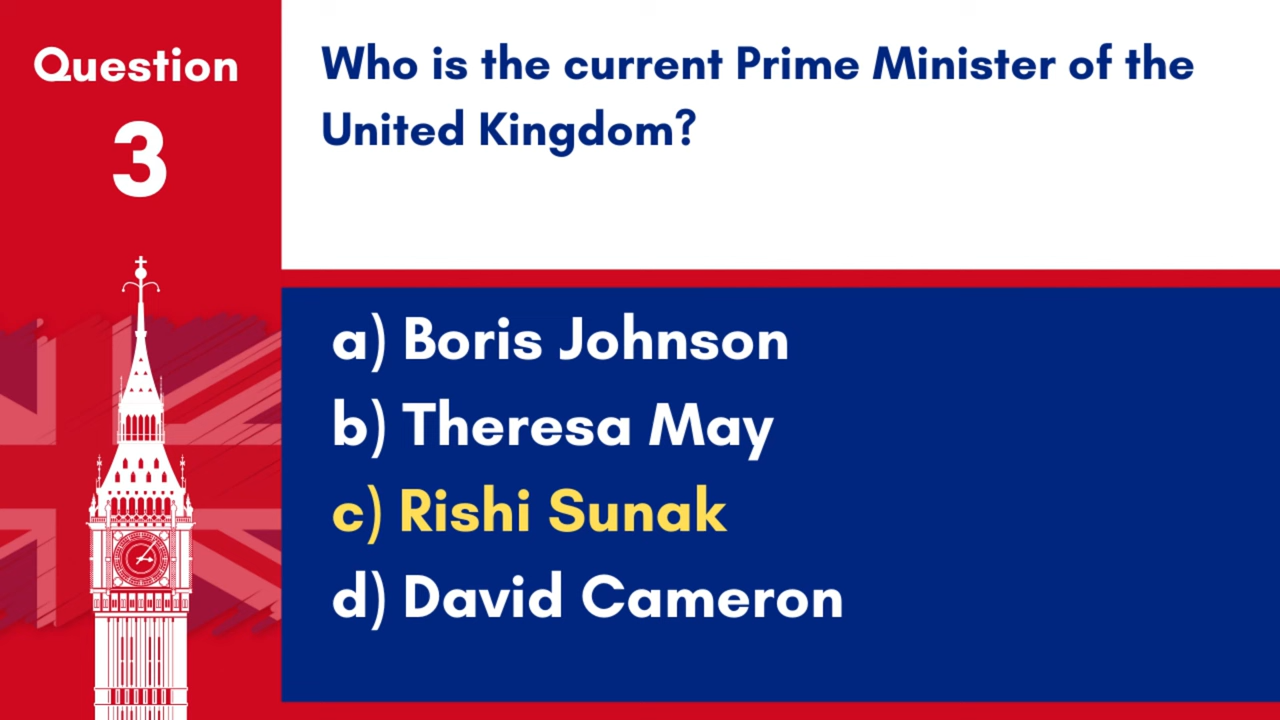 Question
3
Who is the current Prime Minister of the
United Kingdom?
a) Boris Johnson
b) Theresa May
c) Rishi Sunak
d) David Cameron